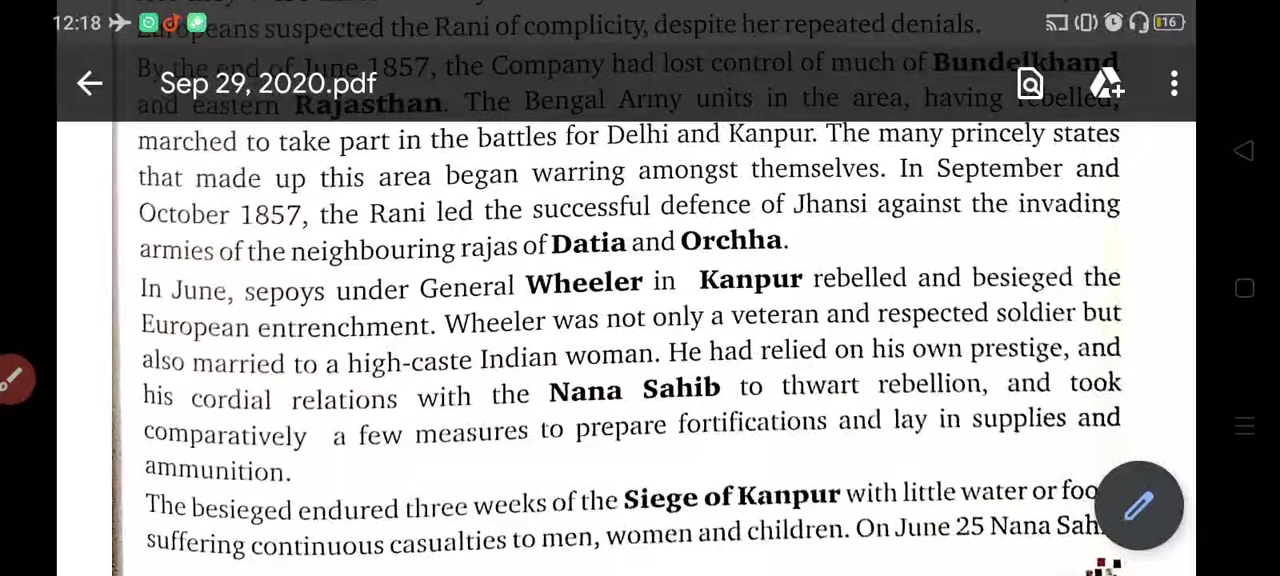 12:18
16
Europeans suspected the Rani of complicity, despite her repeated denials.
By the end of June 1857, the Company had lost control of much of Bundelkhand
Sep 29, 2020.pdf
and eastern Rajasthan. The Bengal Army units in the area, having rebelled,
marched to take part in the battles for Delhi and Kanpur. The many princely states
that made up this area began warring amongst themselves. In September and
October 1857, the Rani led the successful defence of Jhansi against the invading
armies of the neighbouring rajas of Datia and Orchha.
In June, sepoys under General Wheeler in Kanpur rebelled and besieged the
European entrenchment. Wheeler was not only a veteran and respected soldier but
also married to a high-caste Indian woman. He had relied on his own prestige, and
his cordial relations with the Nana Sahib to thwart rebellion, and took
comparatively a few measures to prepare fortifications and lay in supplies and
ammunition.
The besieged endured three weeks of the Siege of Kanpur with little water or foo
suffering continuous casualties to men, women and children. On June 25 Nana Sah